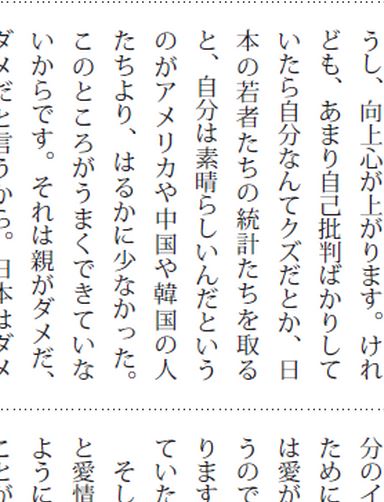 うし、向上心が上がります。けれ
ども、あまり自己批判ばかりして
いたら自分なんてクズだとか、日
本の若者たちの統計たちを取る
と、自分は素晴らしいんだという
のがアメリカや中国や韓国の人
たちより、はるかに少なかった。
このところがうまくできていな
いからです。それは親がダメだ、
ダメだと言うから。日本はダメ
分のイ
ために
は愛が
うので
ります
ていた
そし
と愛情
ように
ことが